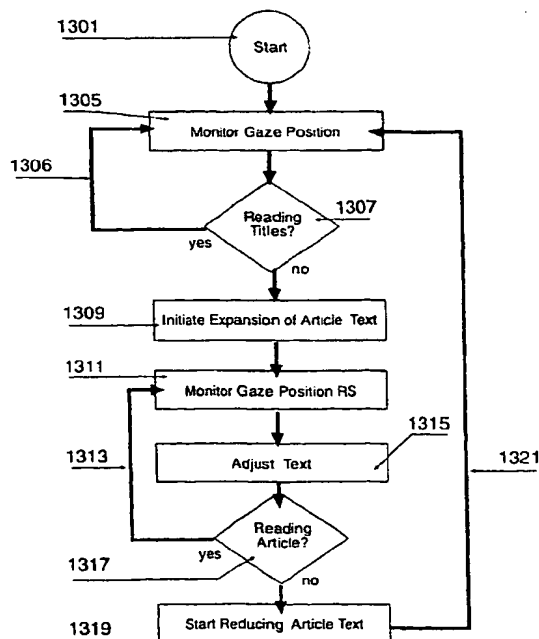 1301
Start
1305
Monitor Gaze Position
1306
Reading
Titles?
1307
yes
no
1309
Initiate Expansion of Article Text
1311
Monitor Gaze Position RS
1315
Adjust Text
1313
1321
Reading
Article?
yes
1317
no
1319
Start Reducing Article Text